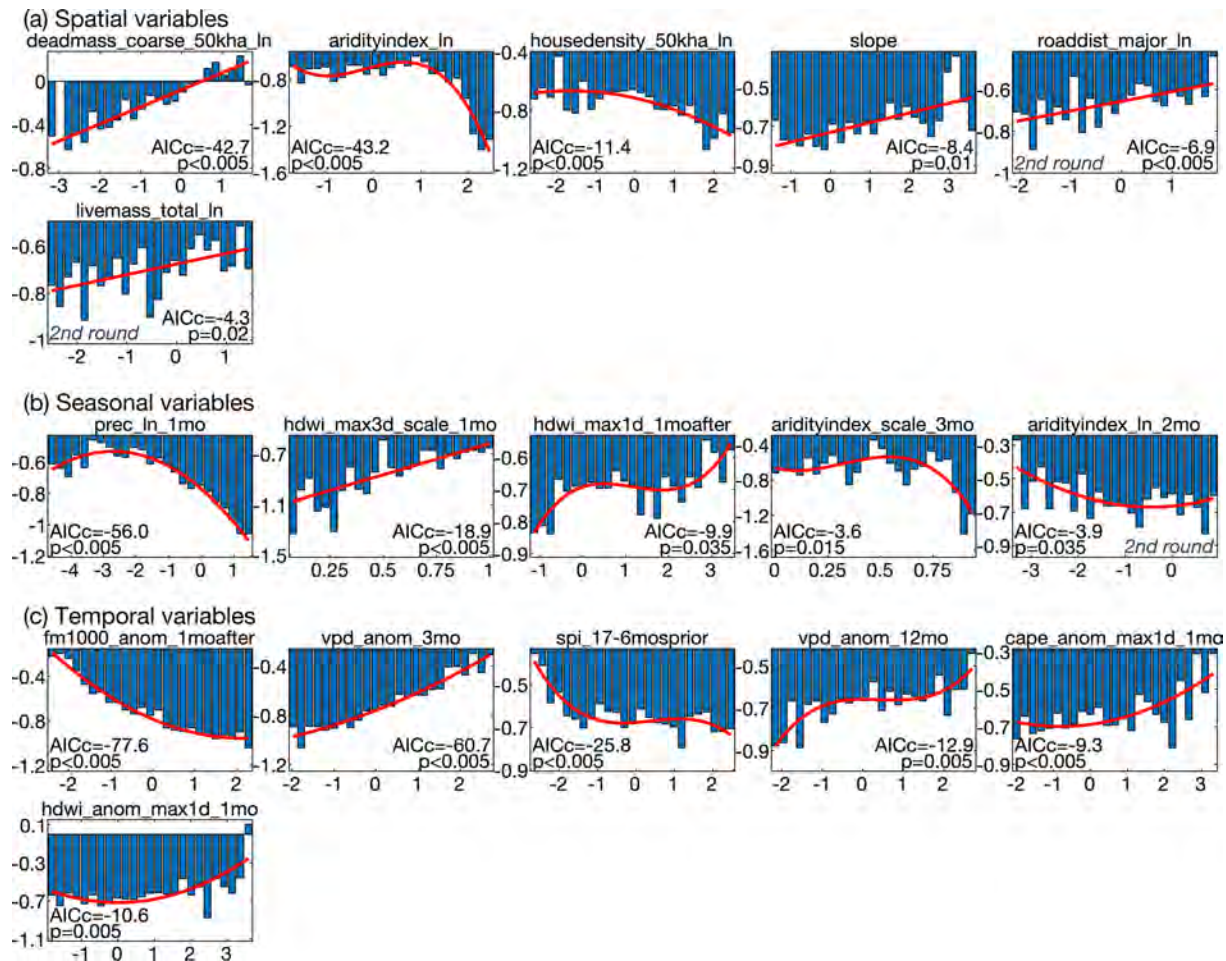 (a) Spatial variables
deadmass_coarse_50kha_ln aridityindex_ln housedensity_50kha_ln slope roaddist_major_ln
0 -0.4 -0.8
AICc=-42.7
p<0.005
-3 -2 -1 0 1
-0.8 -1.2 -1.6
AICc=-43.2
p<0.005
-1 0 1 2
-0.4 -0.6 -0.8 -1 1.2
AICc=-11.4
p<0.005
-2 -1 0 1 2
-0.5 -0.7 -0.9
AICc=-8.4
p=0.01
-1 0 1 2 3
-0.6 -0.8 -1
2nd round
AICc=-6.9
p<0.005
-2 -1 0 1
livemass_total_ln
-0.6 -0.8 -1
2nd round
AICc=-4.3
p=0.02
-2 -1 0 1
(b) Seasonal variables
prec_ln_1mo hdwi_max3d_scale_1mo hdwi_max1d_1moafter aridityindex_scale_3mo aridityindex_ln_2mo
-0.6 -0.8 -1 -1.2
AICc=-56.0
p<0.005
-4 -3 -2 -1 0 1
-0.7 -1.1 -1.5
AICc=-18.9
p<0.005
0.25 0.5 0.75 1
-0.6 -0.7 -0.8 -0.9
AICc=-9.9
p=0.035
-1 0 1 2 3
-0.4 -0.8 -1.2 -1.6
AICc=-3.6
p=0.015
0 0.25 0.5 0.75
-0.3 -0.5 -0.7 -0.9
AICc=-3.9
p=0.035
2nd round
-3 -2 -1 0
(c) Temporal variables
fm1000_anom_1moafter vpd_anom_3mo spi_17-6mosprior vpd_anom_12mo cape_anom_max1d_1mo
-0.4 -0.8 -1.2
AICc=-77.6
p<0.005
-2 -1 0 1 2
-0.4 -0.8 -1.2
AICc=-60.7
p<0.005
-2 -1 0 1 2
-0.5 -0.7 -0.9
AICc=-25.8
p<0.005
-2 -1 0 1 2
-0.5 -0.7 -0.9
AICc=-12.9
p=0.005
-2 -1 0 1 2
-0.3 -0.5 -0.7 -0.9
AICc=-9.3
p<0.005
-2 -1 0 1 2 3
hdwi_anom_max1d_1mo
0.1 -0.3 -0.7 -1.1
AICc=-10.6
p=0.005
-1 0 1 2 3